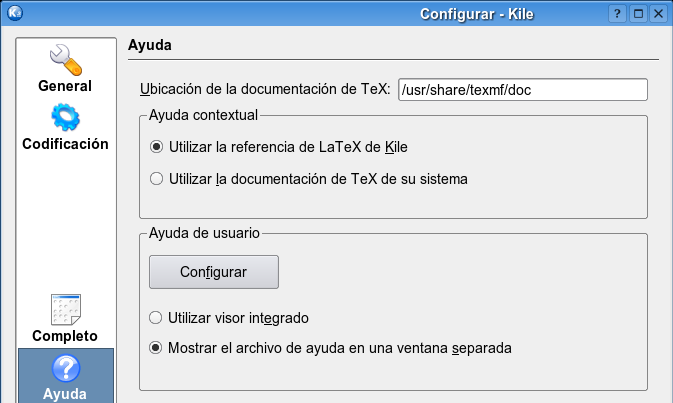 Configurar - Kile
General
Codificación
Completo
Ayuda
Ayuda
Ubicación de la documentación de TeX: /usr/share/texmf/doc
Ayuda contextual
Utilizar la referencia de LaTeX de Kile
Utilizar la documentación de TeX de su sistema
Ayuda de usuario
Configurar
Utilizar visor integrado
Mostrar el archivo de ayuda en una ventana separada